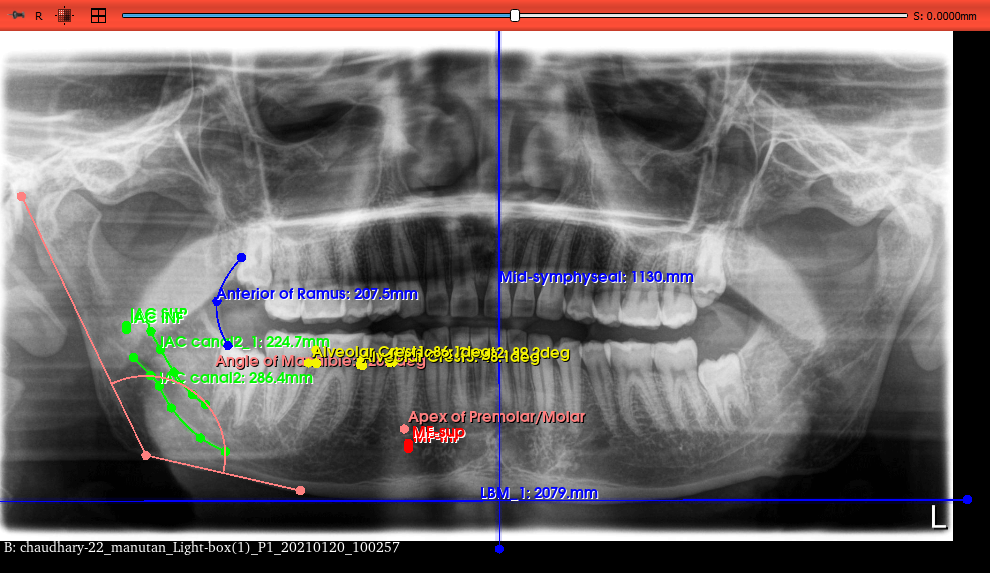 R
S: 0.0000mm
Mid-symphyseal: 1130.mm
Anterior of Ramus: 207.5mm
IAC INF
IAC canal2_1: 224.7mm
IAC canal2: 286.4mm
Apex of Premolar/Molar
MF-sup
LBM_1: 2079.mm
L
B: chaudhary-22_manutan_Light-box(1)_P1_20210120_100257